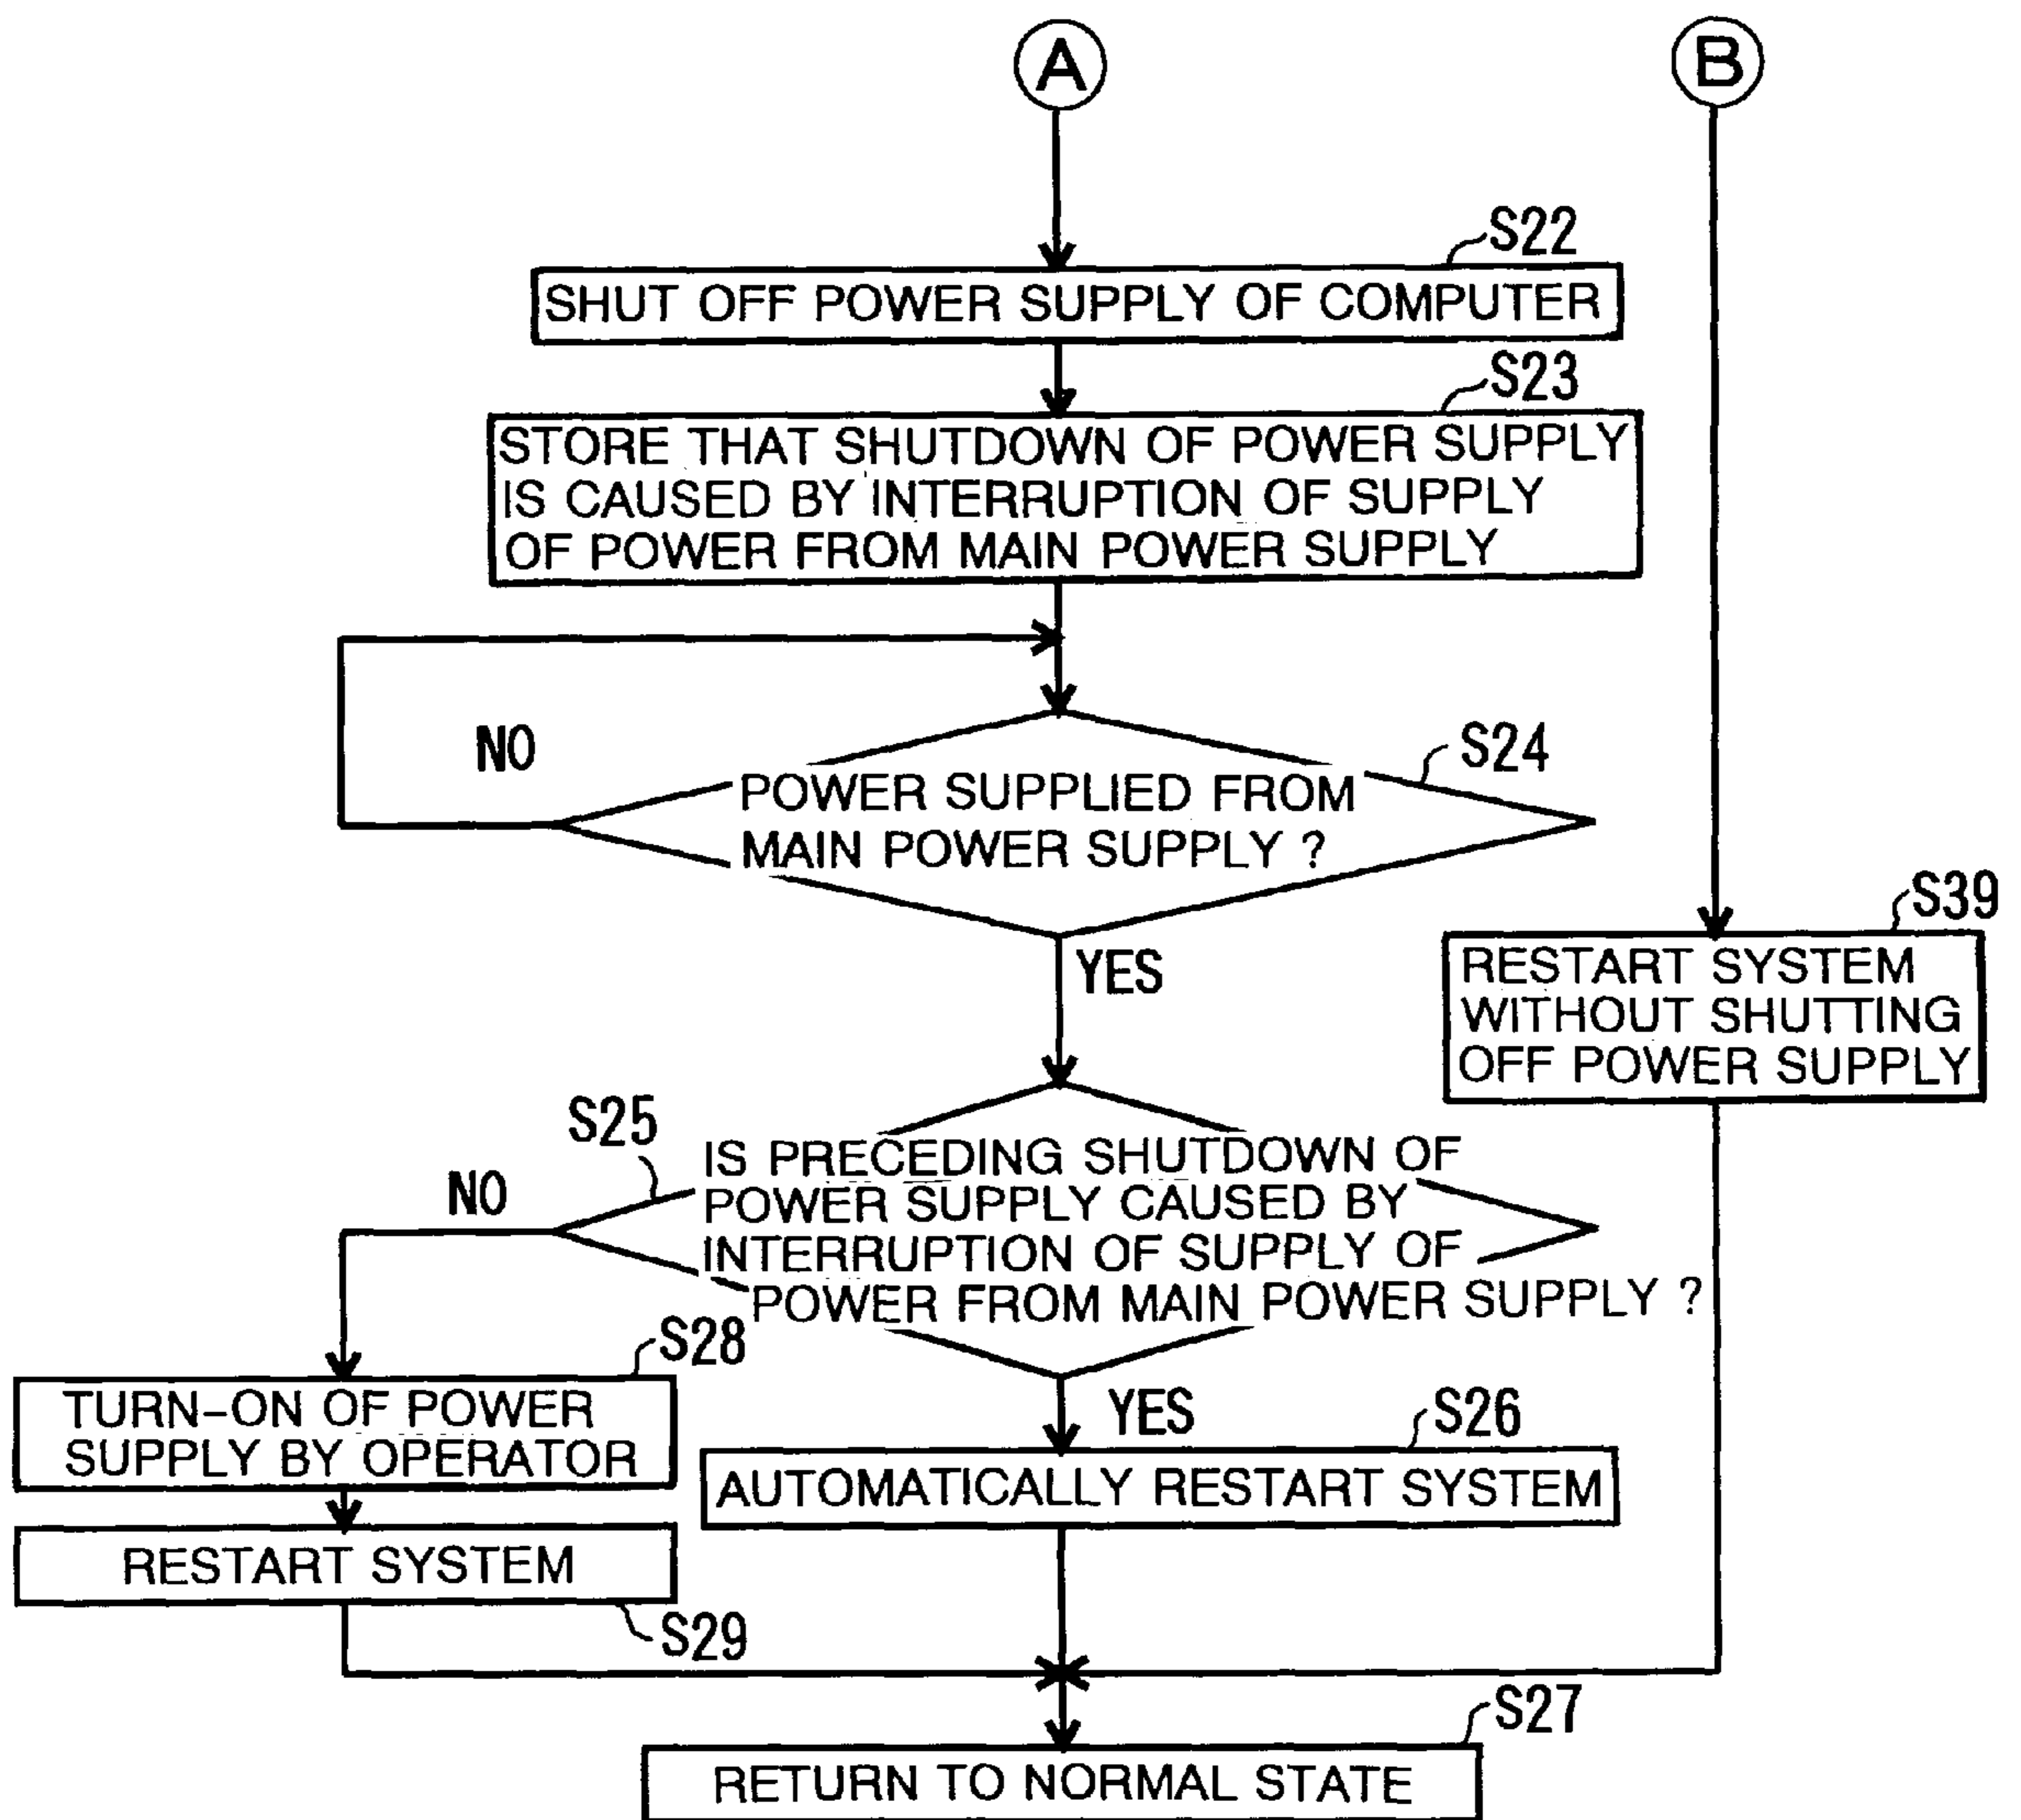 A
B
S22
SHUT OFF POWER SUPPLY OF COMPUTER
S23
STORE THAT SHUTDOWN OF POWER SUPPLY
IS CAUSED BY INTERRUPTION OF SUPPLY
OF POWER FROM MAIN POWER SUPPLY
NO
S24
POWER SUPPLIED FROM
MAIN POWER SUPPLY ?
YES
S39
RESTART SYSTEM
WITHOUT SHUTTING
OFF POWER SUPPLY
S25
NO
IS PRECEDING SHUTDOWN OF
POWER SUPPLY CAUSED BY
INTERRUPTION OF SUPPLY OF
POWER FROM MAIN POWER SUPPLY ?
S28
TURN-ON OF POWER
SUPPLY BY OPERATOR
YES
S26
AUTOMATICALLY RESTART SYSTEM
RESTART SYSTEM
S29
S27
RETURN TO NORMAL STATE